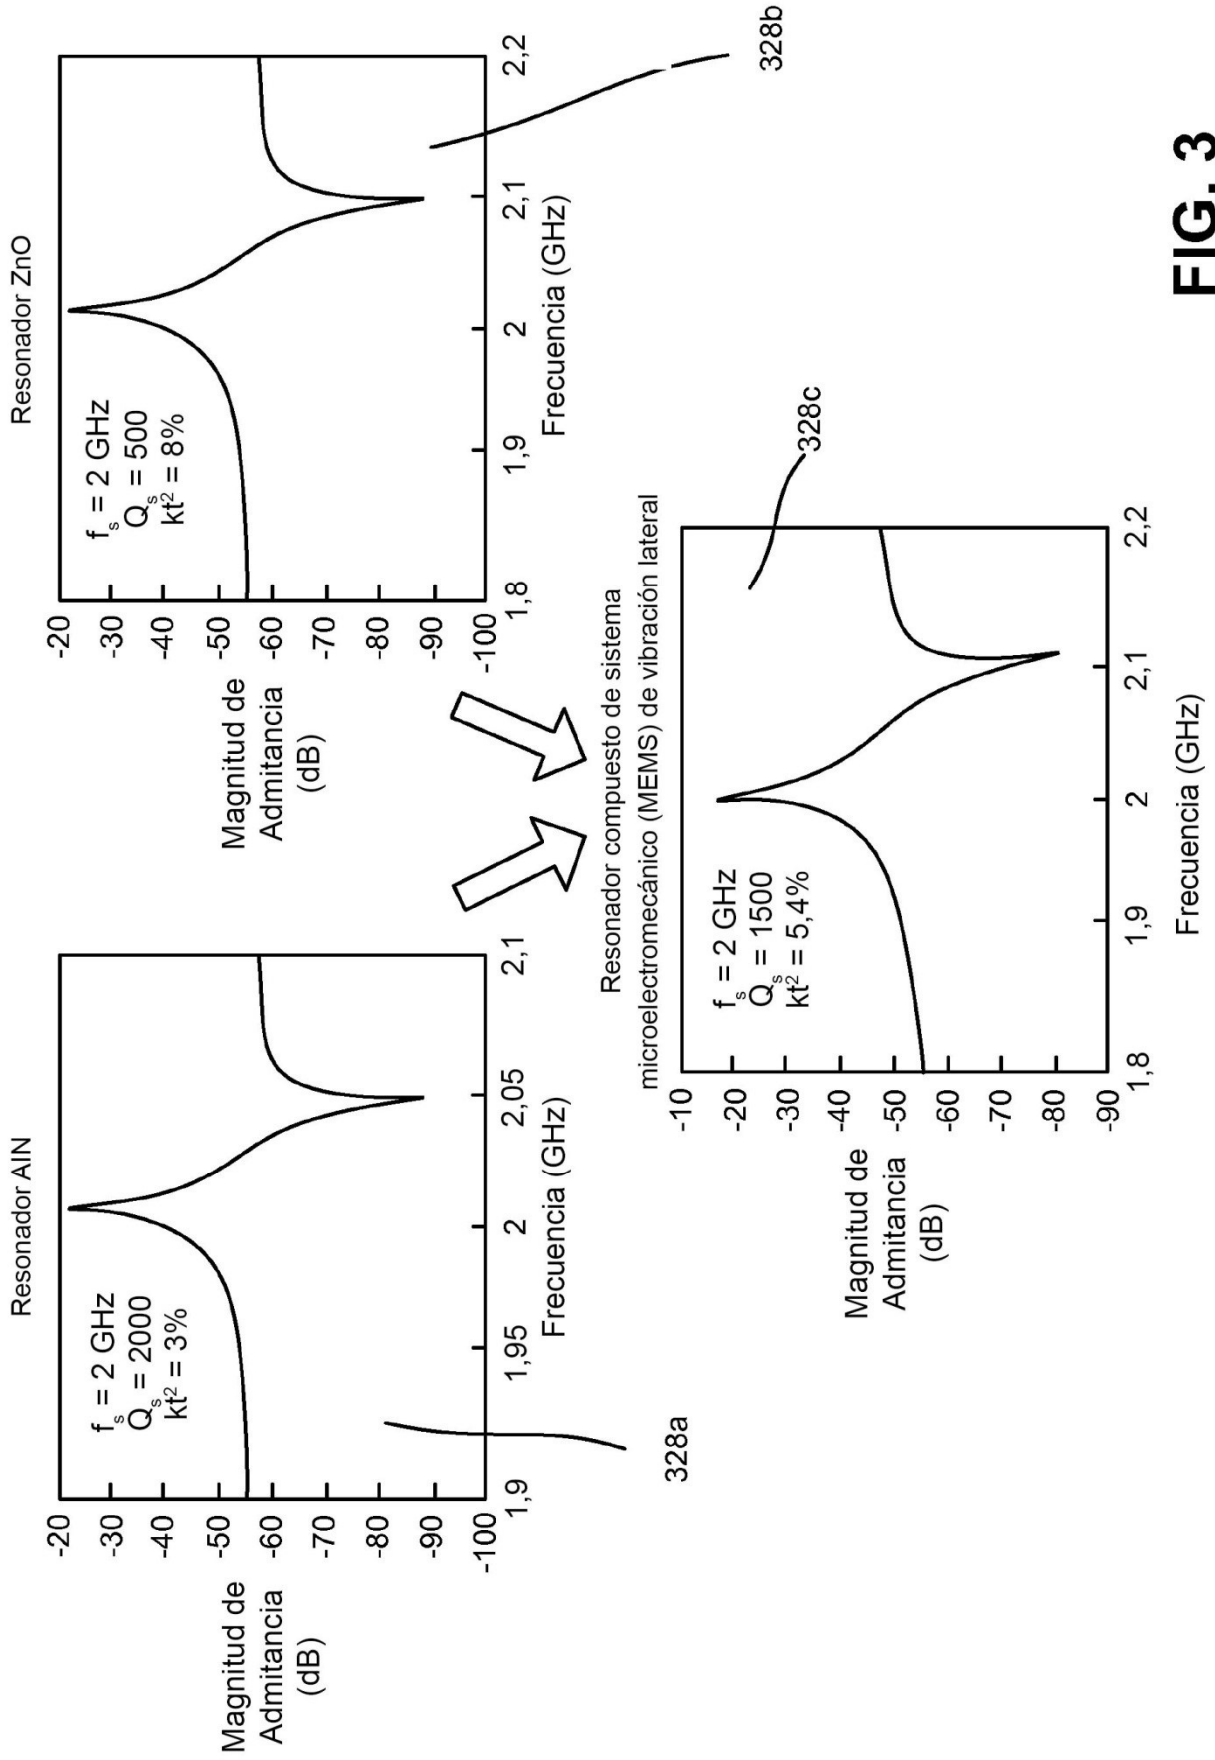 Resonador AlN
Magnitud de
Admitancia
(dB)
-20
-30
-40
-50
-60
-70
-80
-90
-100
f_s = 2 GHz
Q_s = 2000
kt² = 3%
1,9
1,95
2
2,05
2,1
Frecuencia (GHz)
328a
Resonador ZnO
Magnitud de
Admitancia
(dB)
-20
-30
-40
-50
-60
-70
-80
-90
-100
f_s = 2 GHz
Q_s = 500
kt² = 8%
1,8
1,9
2
2,1
2,2
Frecuencia (GHz)
328b
Resonador compuesto de sistema
microelectromecánico (MEMS) de vibración lateral
Magnitud de
Admitancia
(dB)
-10
-20
-30
-40
-50
-60
-70
-80
-90
f_s = 2 GHz
Q_s = 1500
kt² = 5,4%
1,8
1,9
2
2,1
2,2
Frecuencia (GHz)
328c
FIG. 3